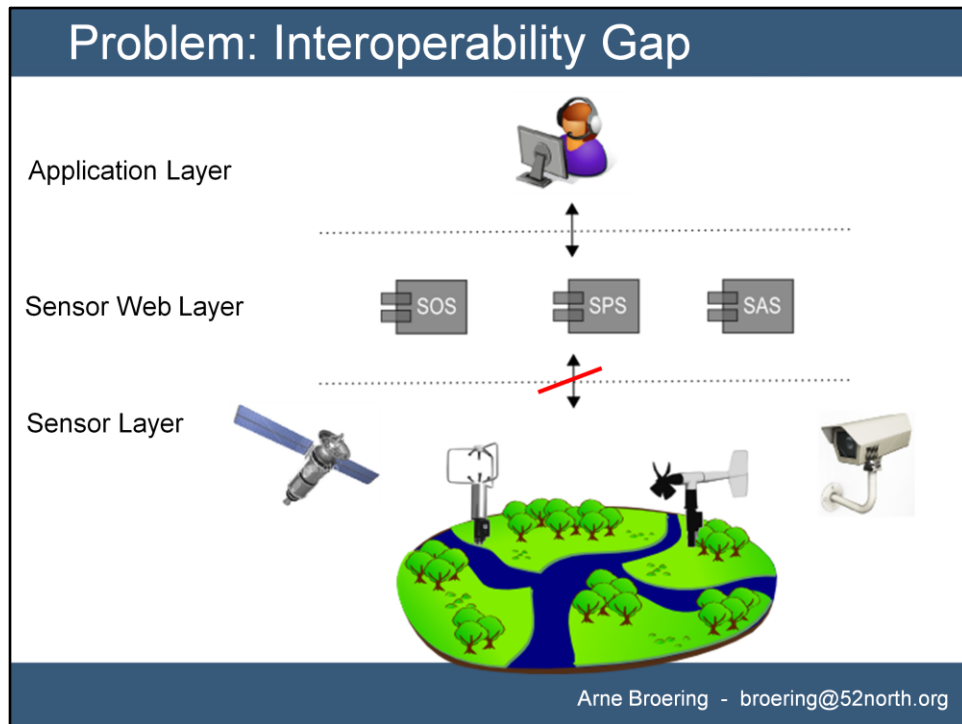 Problem: Interoperability Gap
Application Layer
Sensor Web Layer
SOS
SPS
SAS
Sensor Layer
Arne Broering - broering@52north.org